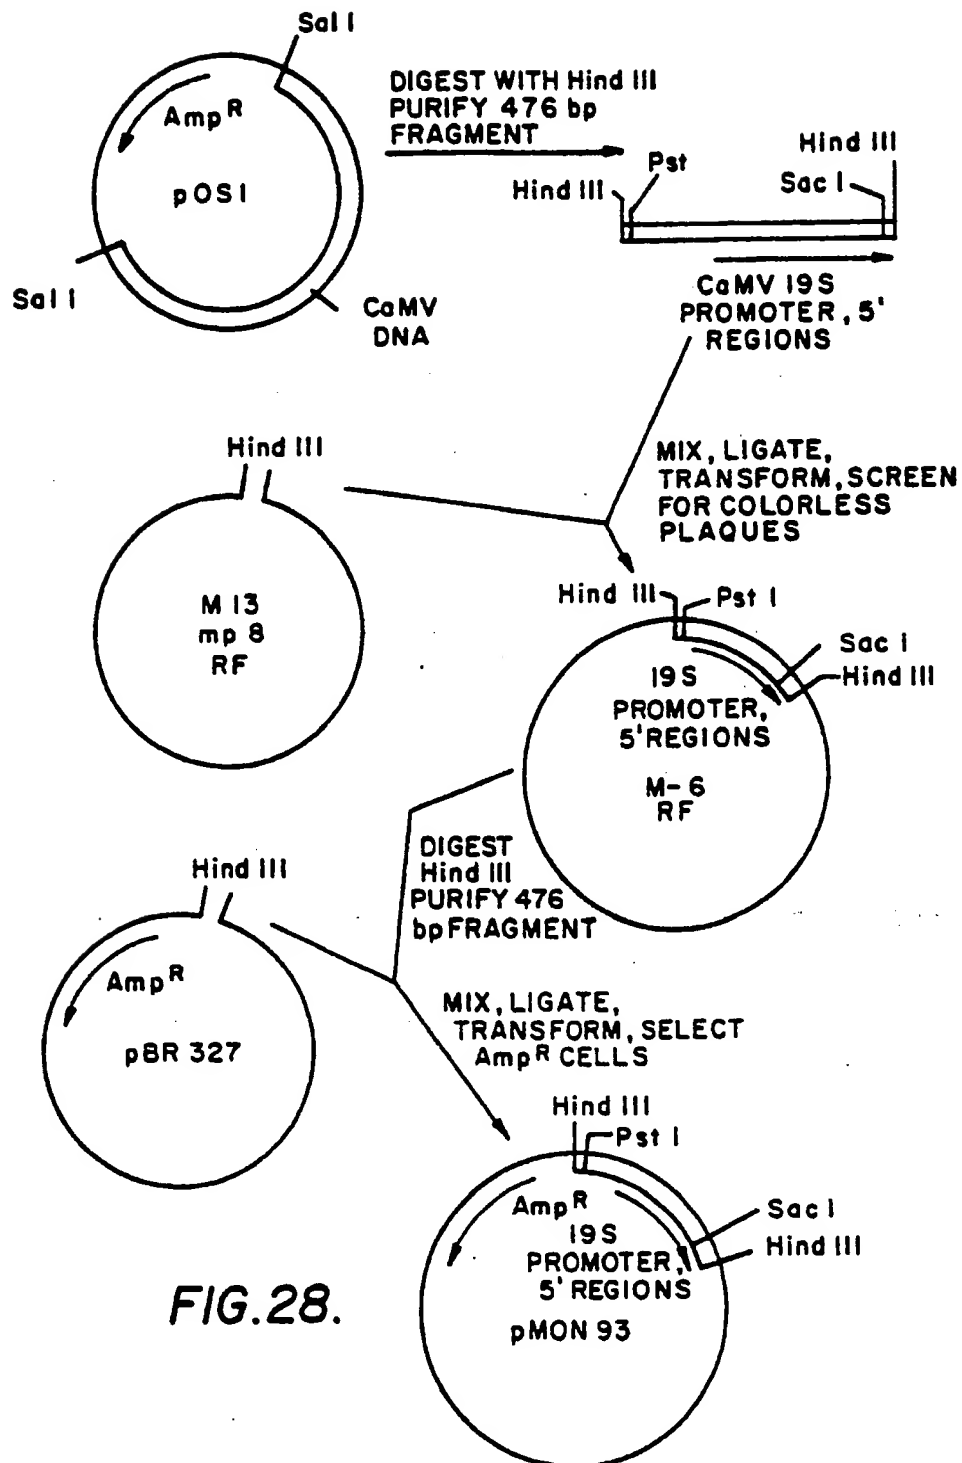 Sal I
Amp R
pOS1
Sal I
CaMV
DNA
DIGEST WITH Hind III
PURIFY 476 bp
FRAGMENT
Hind III
Pst
Sac I
Hind III
CaMV 19S
PROMOTER, 5'
REGIONS
Hind III
M 13
mp 8
RF
MIX, LIGATE,
TRANSFORM, SCREEN
FOR COLORLESS
PLAQUES
Hind III
Pst I
Sac I
Hind III
19S
PROMOTER,
5' REGIONS
M-6
RF
DIGEST
Hind III
PURIFY 476
bp FRAGMENT
Hind III
Amp R
pBR 327
MIX, LIGATE,
TRANSFORM, SELECT
Amp R CELLS
Hind III
Pst I
Amp R
19S
PROMOTER,
5' REGIONS
Sac I
Hind III
pMON 93
FIG.28.